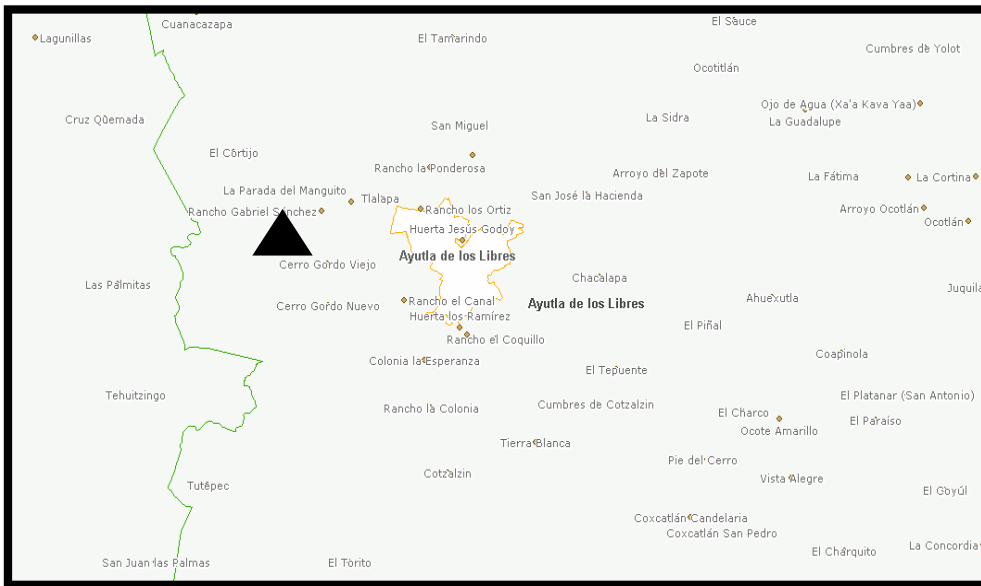 El Sauce
Cuanacazapa
Lagunillas
El Tamarindo
Cumbres de Yolot
Ocotitlán
Ojo de Agua (Xa'a Kava Yaa)
Cruz Quemada
La Sidra
La Guadalupe
San Miguel
El Cortijo
Rancho la Ponderosa
Arroyo del Zapote
La Fátima
La Cortina
La Parada del Manguito
Tlalapa
San José la Hacienda
Rancho Gabriel Sánchez
Rancho los Ortiz
Arroyo Ocotlán
Ocotlán
Huerta Jesús Godoy
Ayutla de los Libres
Cerro Gordo Viejo
Chacalapa
Las Palmitas
Juquila
Cerro Gordo Nuevo
Rancho el Canal
Ayutla de los Libres
Ahuexutla
Huerta los Ramírez
El Piñal
Rancho el Coquillo
Colonia la Esperanza
Coapinola
El Tepuente
Tehuitzingo
El Platanar (San Antonio)
Rancho la Colonia
Cumbres de Cotzalzin
El Charco
El Paraíso
Ocote Amarillo
Tierra Blanca
Pie del Cerro
Cotzalzin
Vista Alegre
Tutepec
El Goyúl
Coxcatlán Candelaria
Coxcatlán San Pedro
La Concordia
El Charquito
San Juan las Palmas
El Torito